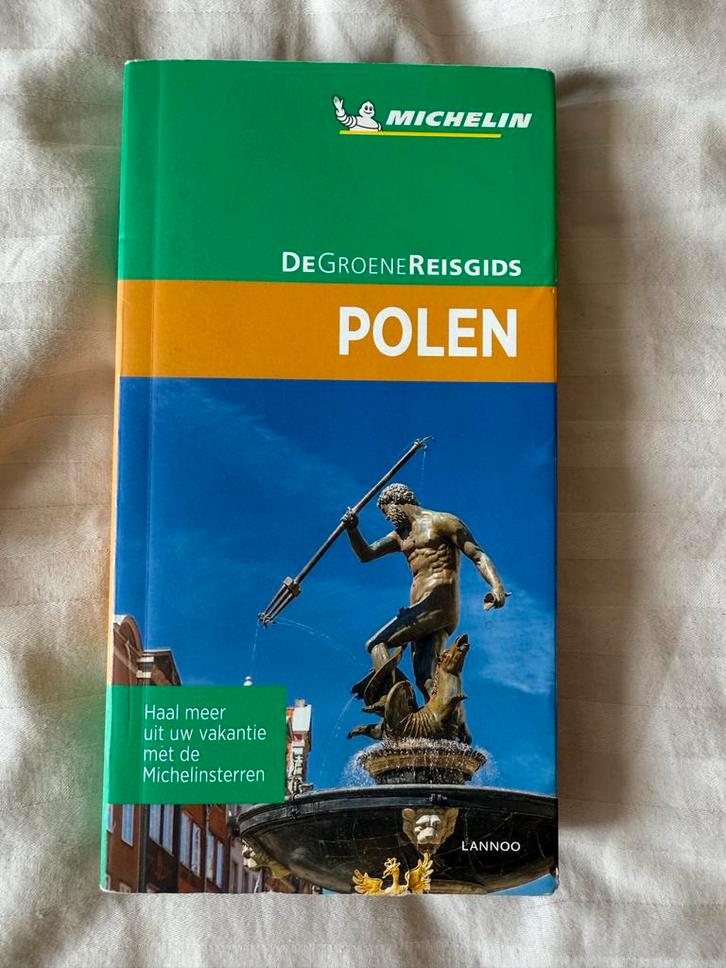 MICHELIN
DEGROENEREISGIDS
POLEN
Haal meer
uit uw vakantie
met de
Michelinsterren
LANNOO